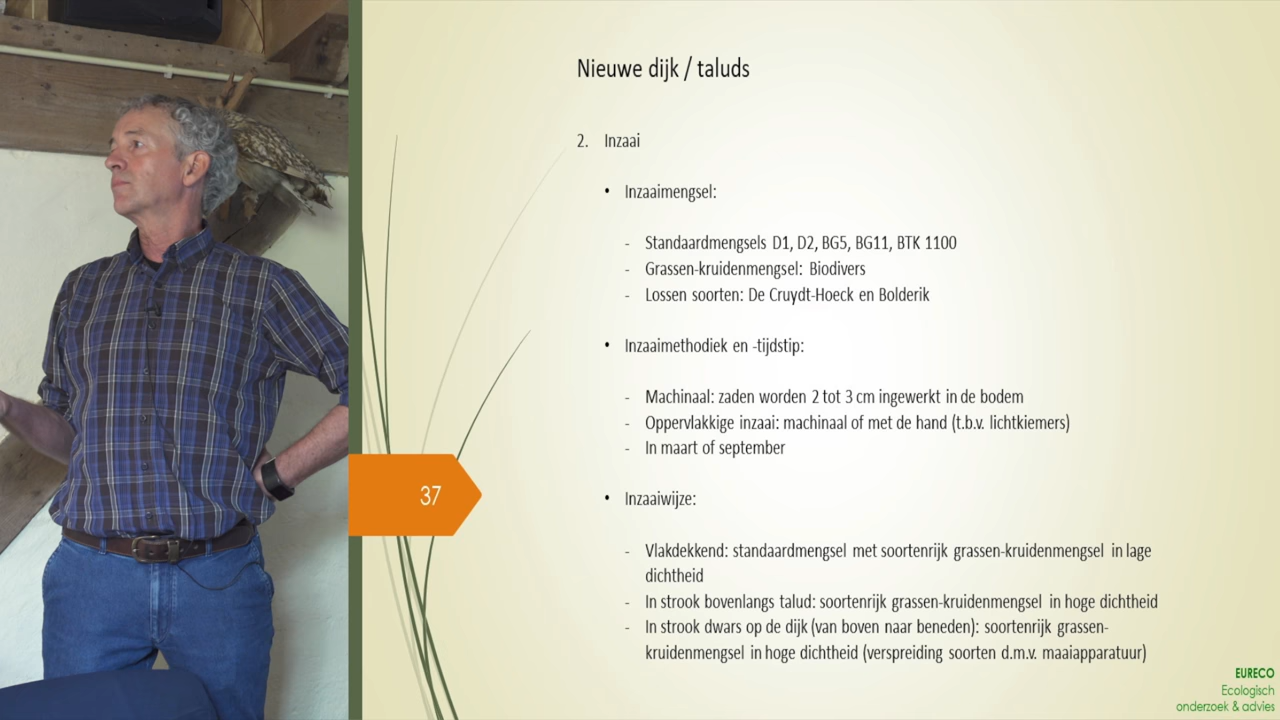 Nieuwe dijk / taluds
2. Inzaai
• Inzaaimengsel:
- Standaardmengsels D1, D2, BG5, BG11, BTK 1100
- Grassen-kruidenmengsel: Biodivers
- Lossen soorten: De Cruydt-Hoeck en Bolderik
• Inzaaimethodiek en -tijdstip:
- Machinaal: zaden worden 2 tot 3 cm ingewerkt in de bodem
- Oppervlakkige inzaai: machinaal of met de hand (t.b.v. lichtkiemers)
- In maart of september
37
• Inzaaiwijze:
- Vlakdekkend: standaardmengsel met soortenrijk grassen-kruidenmengsel in lage
dichtheid
- In strook bovenlangs talud: soortenrijk grassen-kruidenmengsel in hoge dichtheid
- In strook dwars op de dijk (van boven naar beneden): soortenrijk grassen-
kruidenmengsel in hoge dichtheid (verspreiding soorten d.m.v. maaiapparatuur)
EURECO
Ecologisch
onderzoek & advies